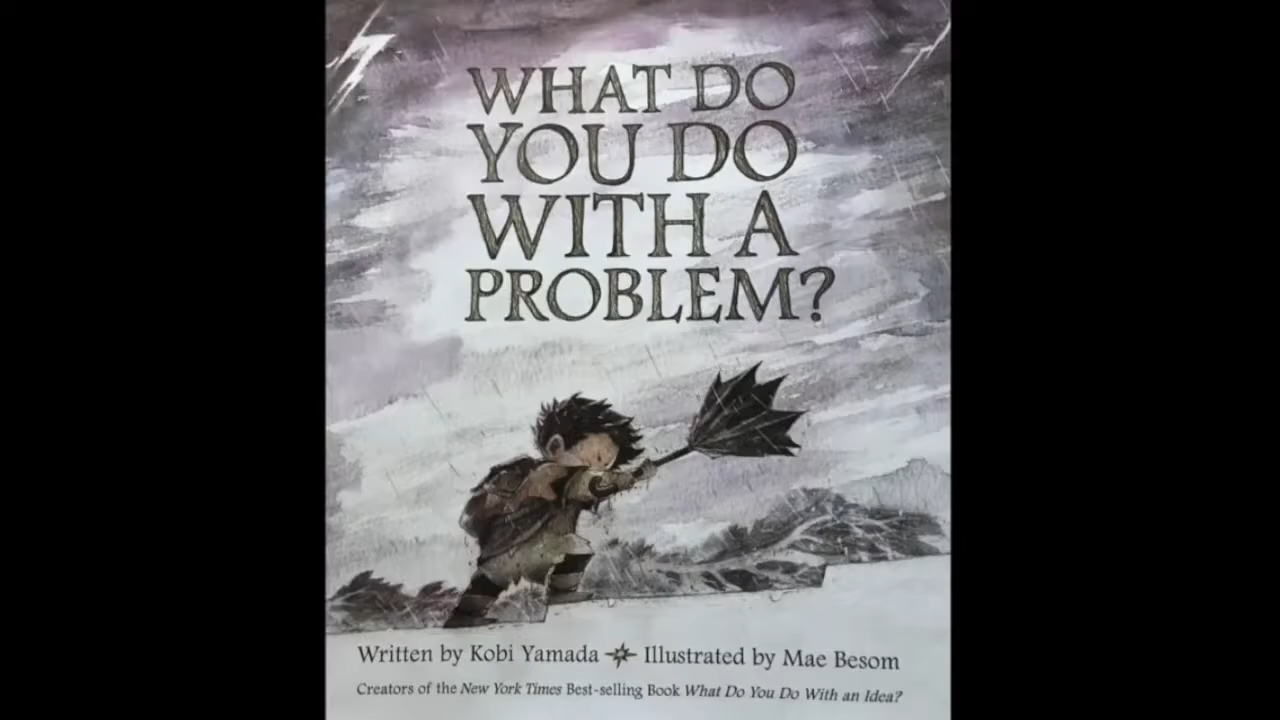 WHAT DO
YOU DO
WITH A
PROBLEM?
Written by Kobi Yamada Illustrated by Mae Besom
Creators of the New York Times Best-selling Book What Do You Do With an Idea?